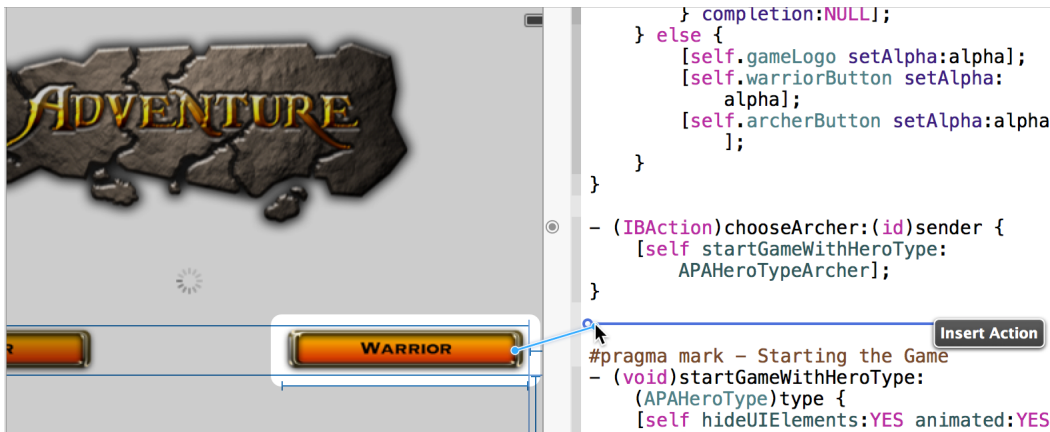 ADVENTURE
R
WARRIOR
} completion:NULL];
} else {
[self.gameLogo setAlpha:alpha];
[self.warriorButton setAlpha:
alpha];
[self.archerButton setAlpha:alpha
];
}
}
- (IBAction)chooseArcher:(id)sender {
[self startGameWithHeroType:
APAHeroTypeArcher];
}
Insert Action
#pragma mark - Starting the Game
- (void)startGameWithHeroType:
(APAHeroType)type {
[self hideUIElements:YES animated:YES